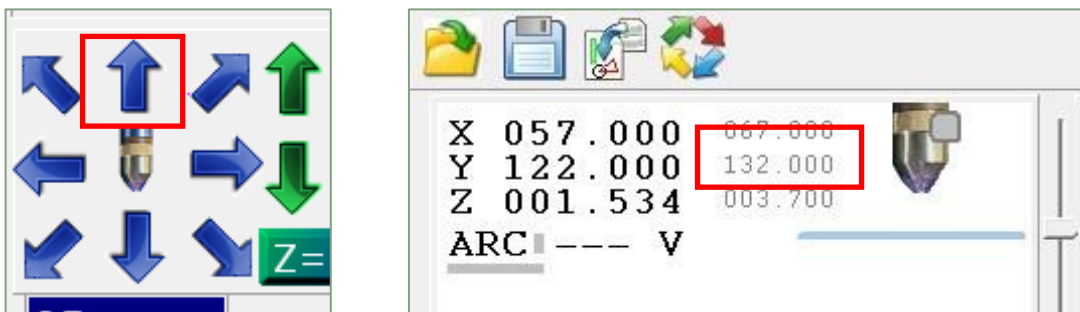 Z=
X 057.000 067.000
Y 122.000 132.000
Z 001.534 003.700
ARC --- V